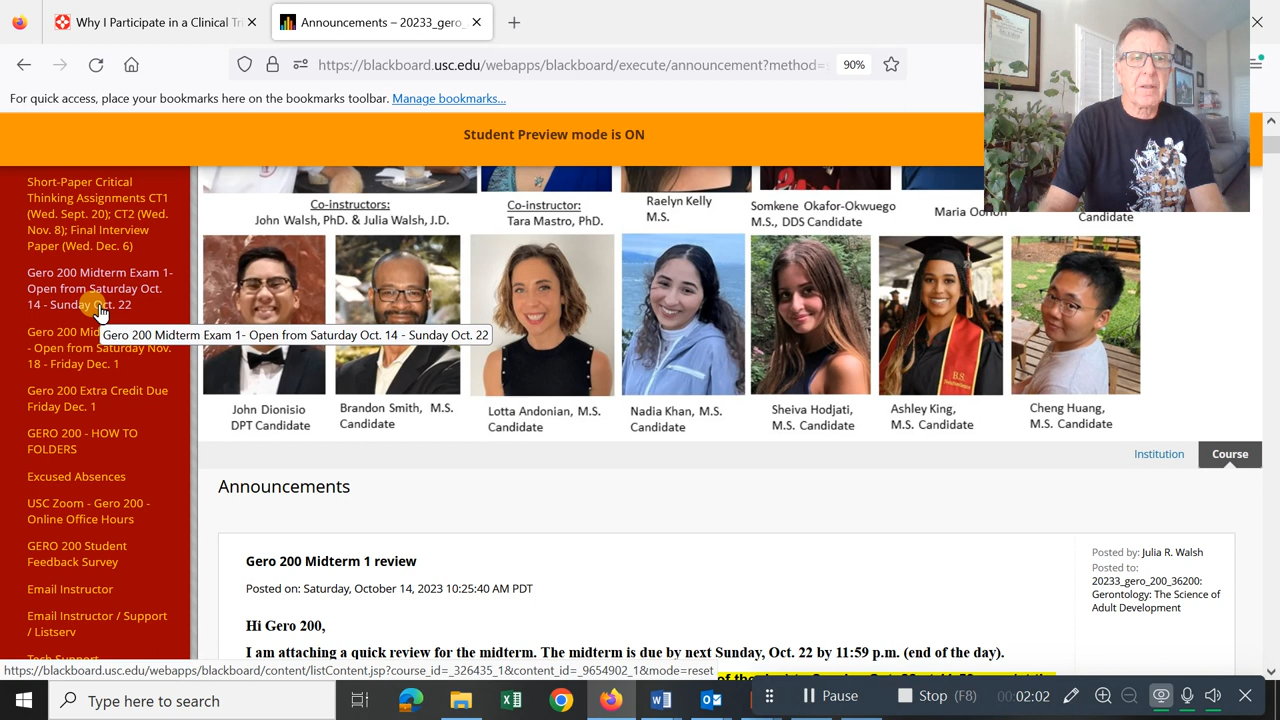 Why I Participate in a Clinical Tri
Announcements – 20233_gero_
https://blackboard.usc.edu/webapps/blackboard/execute/announcement?method=
90%
For quick access, place your bookmarks here on the bookmarks toolbar. Manage bookmarks...
Student Preview mode is ON
Short-Paper Critical
Thinking Assignments CT1
(Wed. Sept. 20); CT2 (Wed.
Nov. 8); Final Interview
Paper (Wed. Dec. 6)
Gero 200 Midterm Exam 1-
Open from Saturday Oct.
14 - Sunday Oct. 22
Gero 200 Mid
- Open from Saturday Nov.
18 - Friday Dec. 1
Gero 200 Midterm Exam 1- Open from Saturday Oct. 14 - Sunday Oct. 22
Gero 200 Extra Credit Due
Friday Dec. 1
GERO 200 - HOW TO
FOLDERS
Excused Absences
USC Zoom - Gero 200 -
Online Office Hours
GERO 200 Student
Feedback Survey
Email Instructor
Email Instructor / Support
/ Listserv
Tech Support
Co-instructors:
John Walsh, PhD. & Julia Walsh, J.D.
Co-instructor:
Tara Mastro, PhD.
Raelyn Kelly
M.S.
Somkene Okafor-Okwuego
M.S., DDS Candidate
Maria
Candidate
John Dionisio
DPT Candidate
Brandon Smith, M.S.
Candidate
Lotta Andonian, M.S.
Candidate
Nadia Khan, M.S.
Candidate
Sheiva Hodjati,
M.S. Candidate
B.S.
Ashley King,
M.S. Candidate
Cheng Huang,
M.S. Candidate
Institution
Course
Announcements
Gero 200 Midterm 1 review
Posted on: Saturday, October 14, 2023 10:25:40 AM PDT
Hi Gero 200,
I am attaching a quick review for this midterm. The midterm is due by next Sunday, Oct. 22 by 11:59 p.m. (end of the day).
Posted by: Julia R. Walsh
Posted to:
20233_gero_200_36200:
Gerontology: The Science of
Adult Development
https://blackboard.usc.edu/webapps/blackboard/content/listContent.jsp?course_id=_326435_1&content_id=_9654902_1&mode=reset
Type here to search
Pause
Stop (F8)
00:02:02